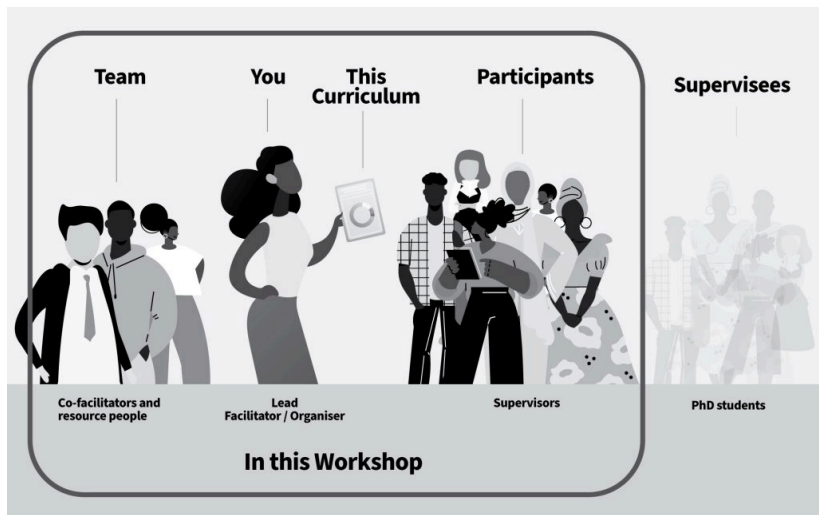 Team
You
This
Curriculum
Participants
Supervisees
Co-facilitators and
resource people
Lead
Facilitator / Organiser
Supervisors
PhD students
In this Workshop